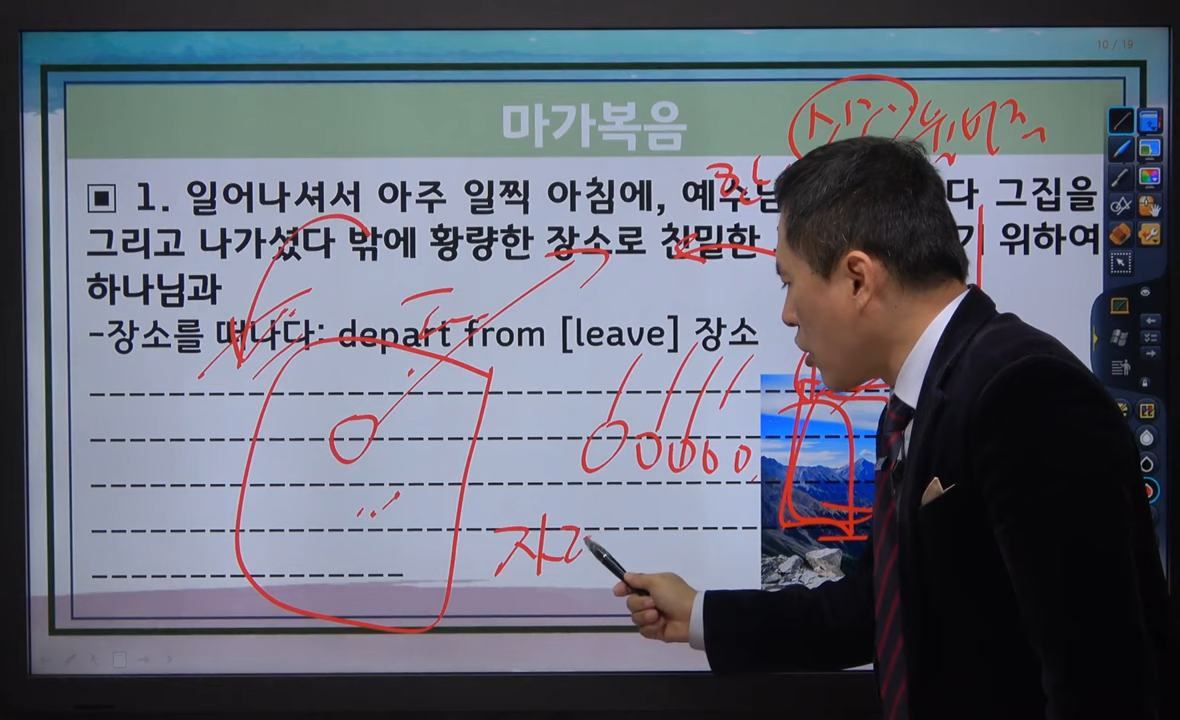 10 / 19
마가복음
▣ 1. 일어나셔서 아주 일찍 아침에, 예수님 다 그집을
그리고 나가셨다 밖에 황량한 장소로 친밀한 기 위하여
하나님과
-장소를 떠나다: depart from [leave] 장소